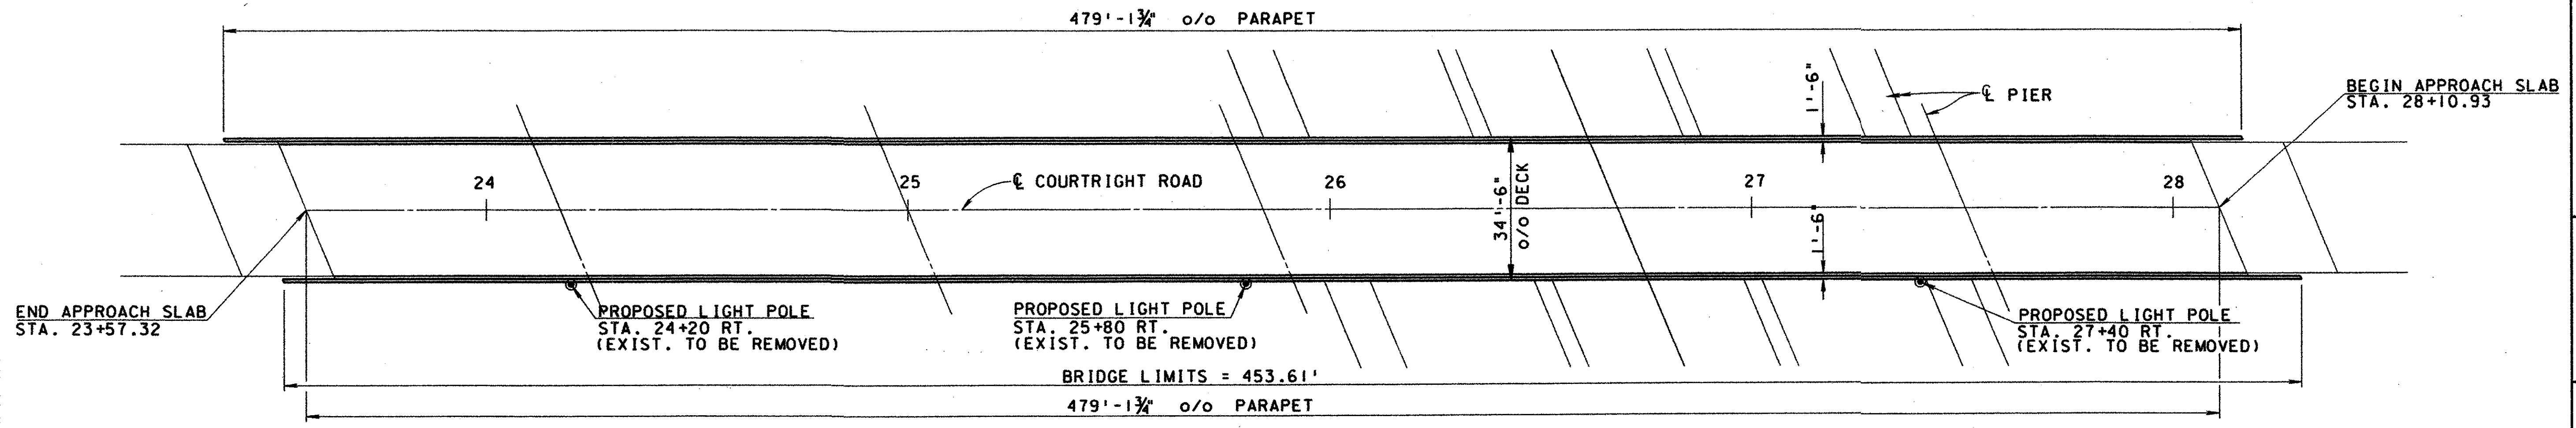 479'-1¾" o/o PARAPET
1'-6"
℄ PIER
BEGIN APPROACH SLAB
STA. 28+10.93
24
25
℄ COURTRIGHT ROAD
26
34'-6"
o/o DECK
27
1'-6"
28
END APPROACH SLAB
STA. 23+57.32
PROPOSED LIGHT POLE
STA. 24+20 RT.
(EXIST. TO BE REMOVED)
PROPOSED LIGHT POLE
STA. 25+80 RT.
(EXIST. TO BE REMOVED)
PROPOSED LIGHT POLE
STA. 27+40 RT.
(EXIST. TO BE REMOVED)
BRIDGE LIMITS = 453.61'
479'-1¾" o/o PARAPET